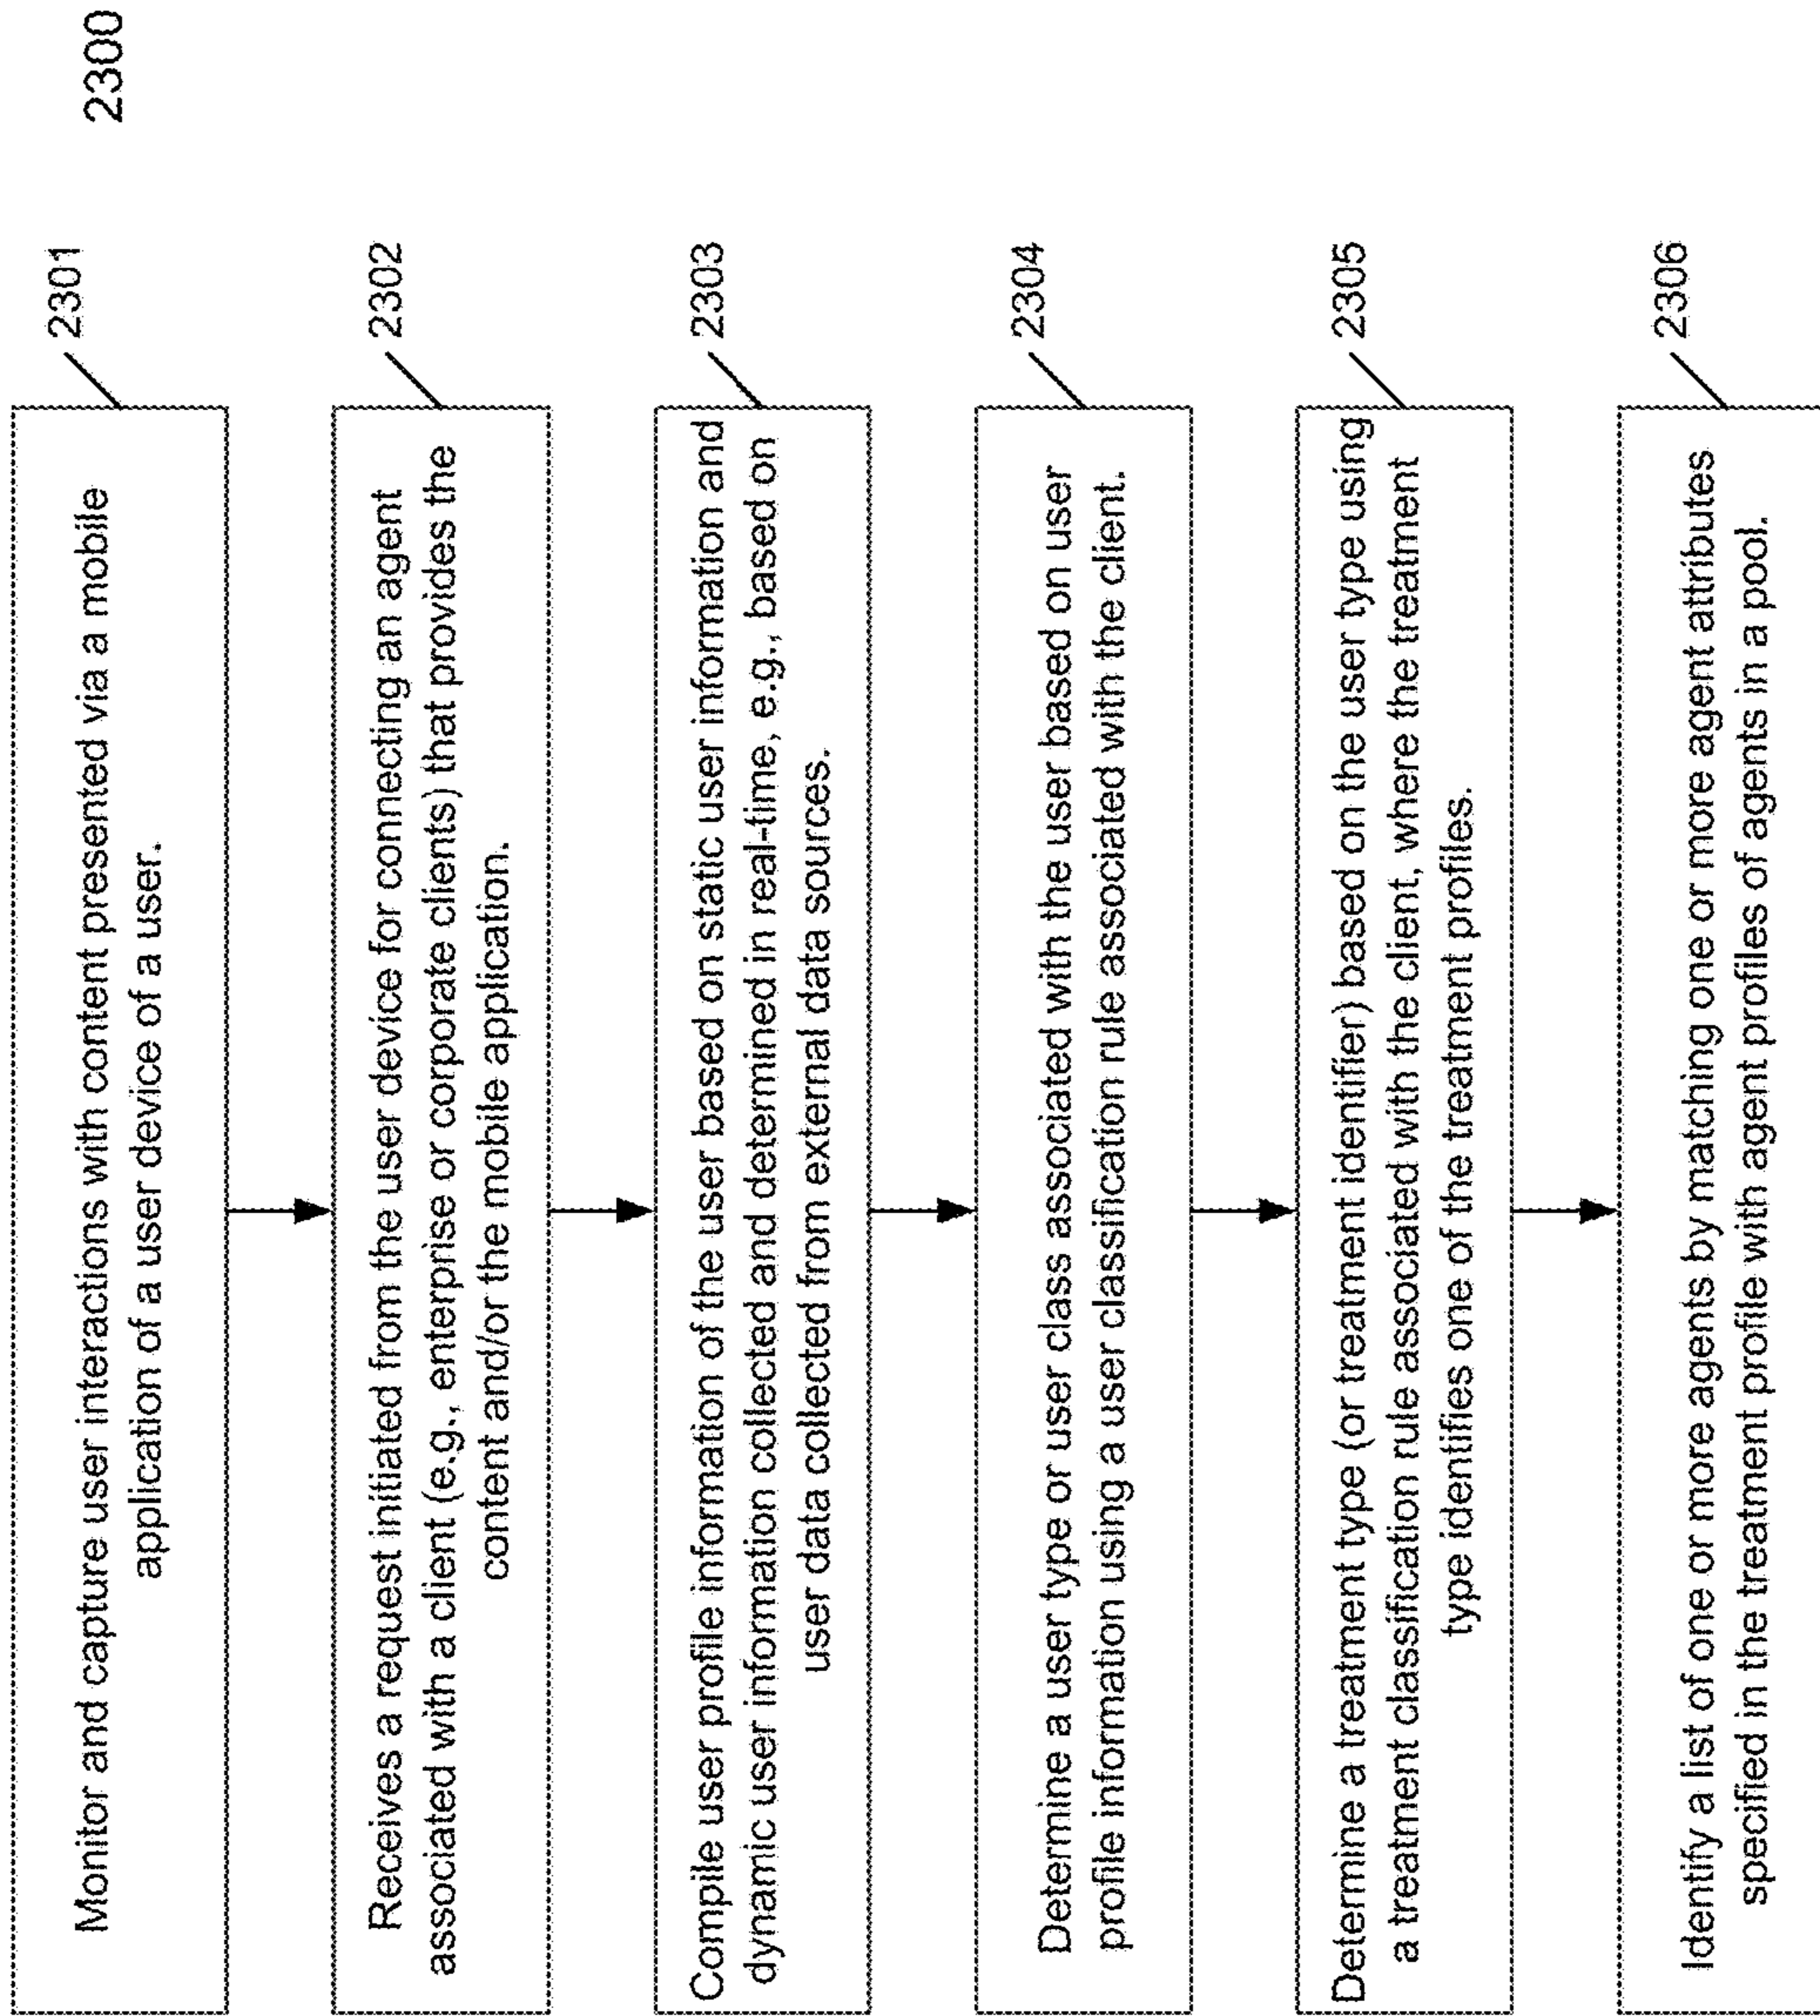 2300
Monitor and capture user interactions with content presented via a mobile
application of a user device of a user.
2301
Receives a request initiated from the user device for connecting an agent
associated with a client (e.g., enterprise or corporate clients) that provides the
content and/or the mobile application.
2302
Compile user profile information of the user based on static user information and
dynamic user information collected and determined in real-time, e.g., based on
user data collected from external data sources.
2303
Determine a user type or user class associated with the user based on user
profile information using a user classification rule associated with the client.
2304
Determine a treatment type (or treatment identifier) based on the user type using
a treatment classification rule associated with the client, where the treatment
type identifies one of the treatment profiles.
2305
Identify a list of one or more agents by matching one or more agent attributes
specified in the treatment profile with agent profiles of agents in a pool.
2306